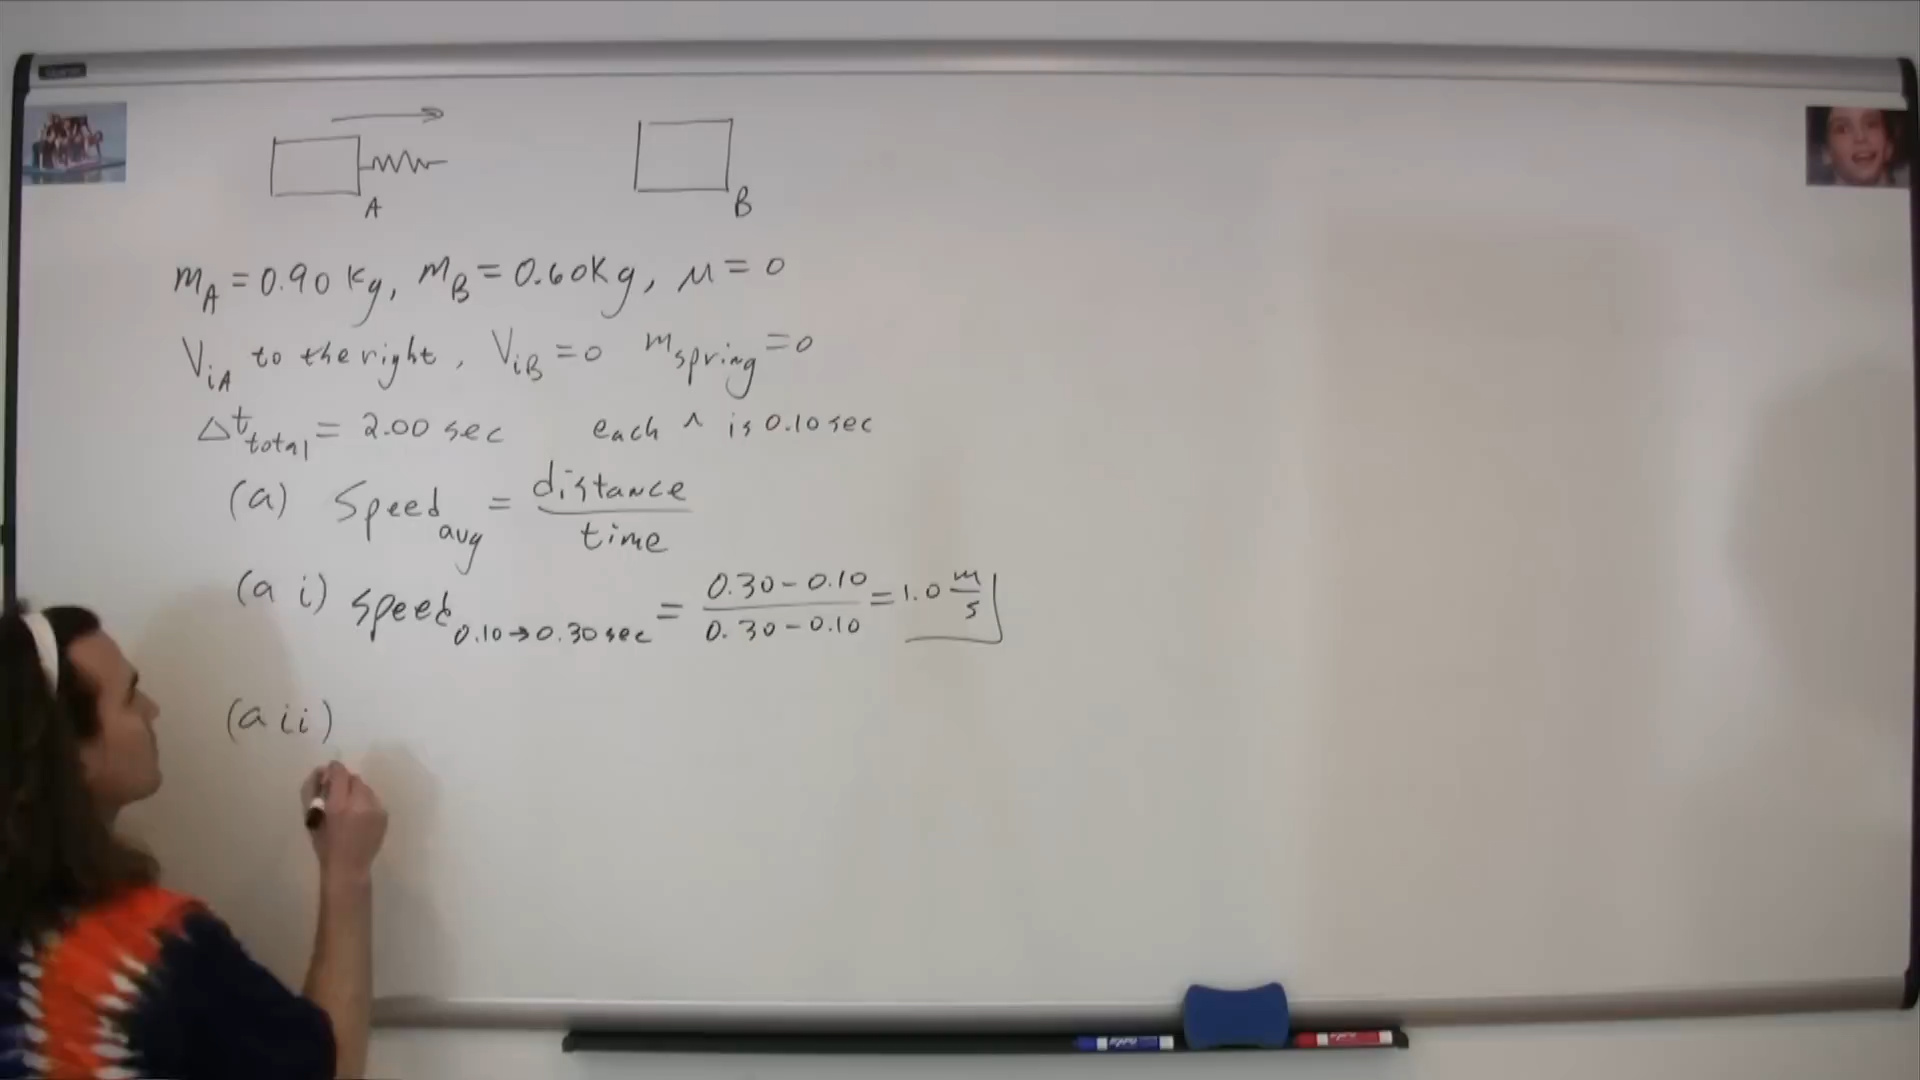 A
B
m_A = 0.90 kg, m_B = 0.60 Kg, μ = 0
V_iA to the right, V_iB = 0 m_spring = 0
Δt_total = 2.00 sec each ^ is 0.10 sec
(a) Speed_avg = distance / time
(a i) speed_0.10→0.30 sec = 0.30 - 0.10 / 0.30 - 0.10 = 1.0 m/s
(a ii)